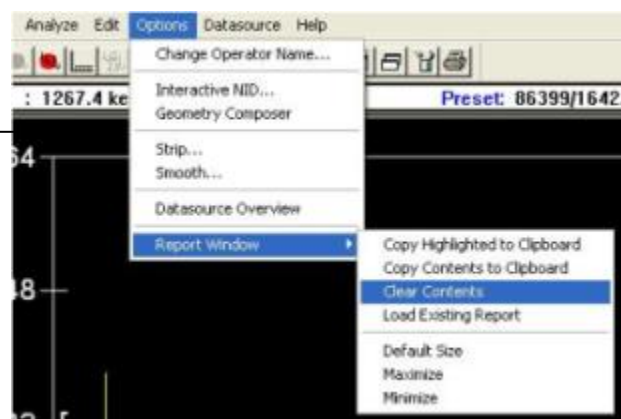 Analyze Edit Options Datasource Help
Change Operator Name...
: 1267.4 ke
Preset: 86399/1642
Interactive NID...
Geometry Composer
Strip...
Smooth...
Datasource Overview
Report Window
Copy Highlighted to Clipboard
Copy Contents to Clipboard
Clear Contents
Load Existing Report
Default Size
Maximize
Minimize
64
48